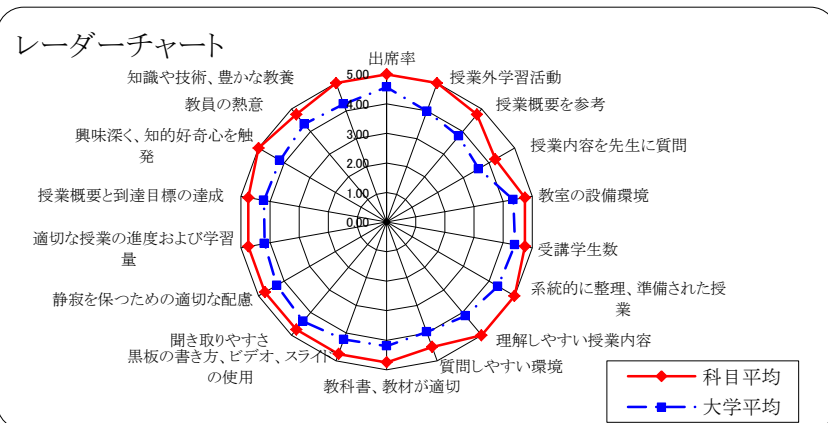 レーダーチャート
出席率
授業外学習活動
授業概要を参考
授業内容を先生に質問
教室の設備環境
受講学生数
系統的に整理、準備された授
業
理解しやすい授業内容
質問しやすい環境
教科書、教材が適切
黒板の書き方、ビデオ、スライド
の使用
聞き取りやすさ
静寂を保つための適切な配慮
適切な授業の進度および学習
量
授業概要と到達目標の達成
興味深く、知的好奇心を触
発
教員の熱意
知識や技術、豊かな教養
5.00
4.00
3.00
2.00
1.00
0.00
科目平均
大学平均